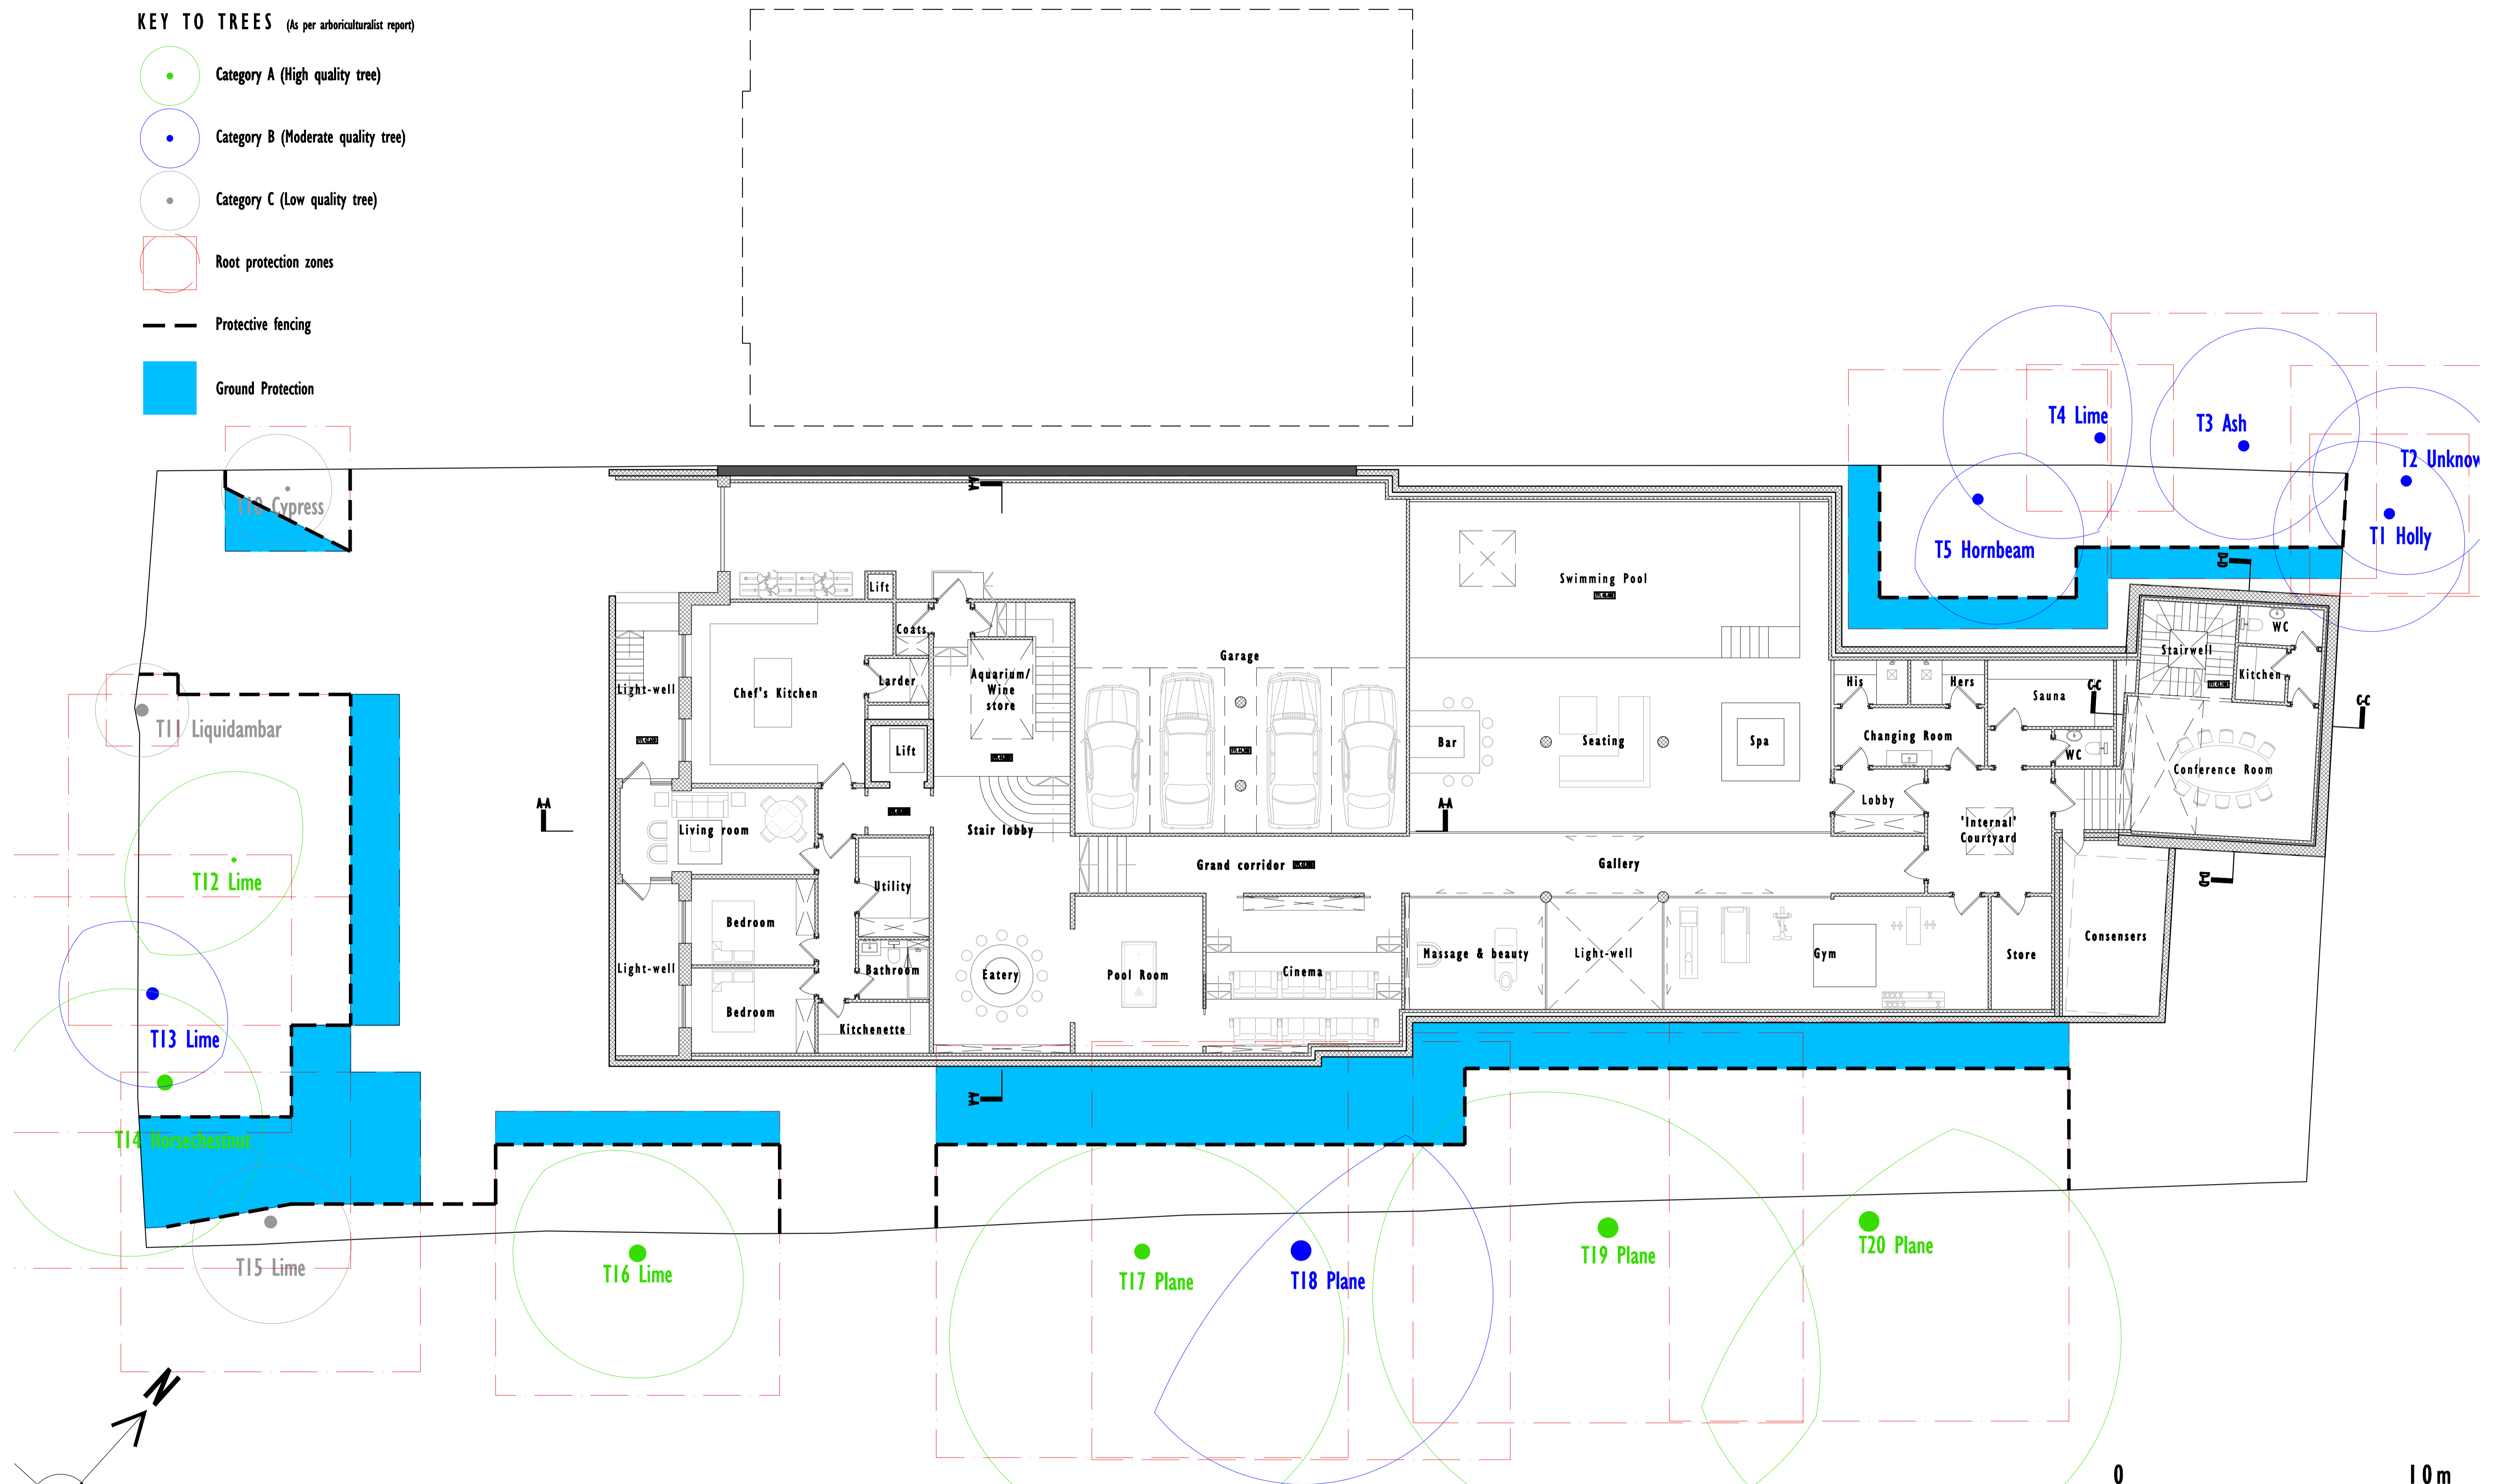 KEY TO TREES (As per arboriculturalist report)
Category A (High quality tree)
Category B (Moderate quality tree)
Category C (Low quality tree)
Root protection zones
Protective fencing
Ground Protection
T4 Lime
T3 Ash
T2 Unknow
T1 Holly
T5 Hornbeam
T10 Cypress
T11 Liquidambar
T12 Lime
T13 Lime
T14 Horsechestnut
T15 Lime
T16 Lime
T17 Plane
T18 Plane
T19 Plane
T20 Plane
A-A
A-A
A-A
A-A
C-C
C-C
D-D
D-D
Lift
Coats
Light-well
Chef's Kitchen
Larder
Aquarium/
Wine
store
Lift
Garage
Swimming Pool
Bar
Seating
Spa
His
Hers
Sauna
Changing Room
WC
Lobby
'Internal'
Courtyard
Stairwell
WC
Kitchen
Conference Room
Living room
Stair lobby
Grand corridor
Gallery
Utility
Bedroom
Light-well
Bathroom
Bedroom
Kitchenette
Eatery
Pool Room
Cinema
Massage & beauty
Light-well
Gym
Store
Consensers
N
0
10m